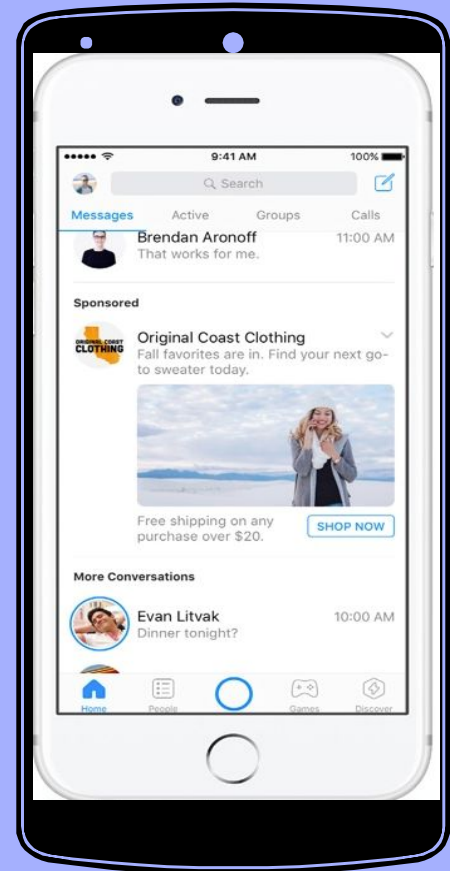 9:41 AM
100%
Search
Messages Active Groups Calls
Brendan Aronoff 11:00 AM
That works for me.
Sponsored
ORIGINAL COAST
CLOTHING
Original Coast Clothing
Fall favorites are in. Find your next go-
to sweater today.
Free shipping on any
purchase over $20.
SHOP NOW
More Conversations
Evan Litvak 10:00 AM
Dinner tonight?
Home People Games Discover